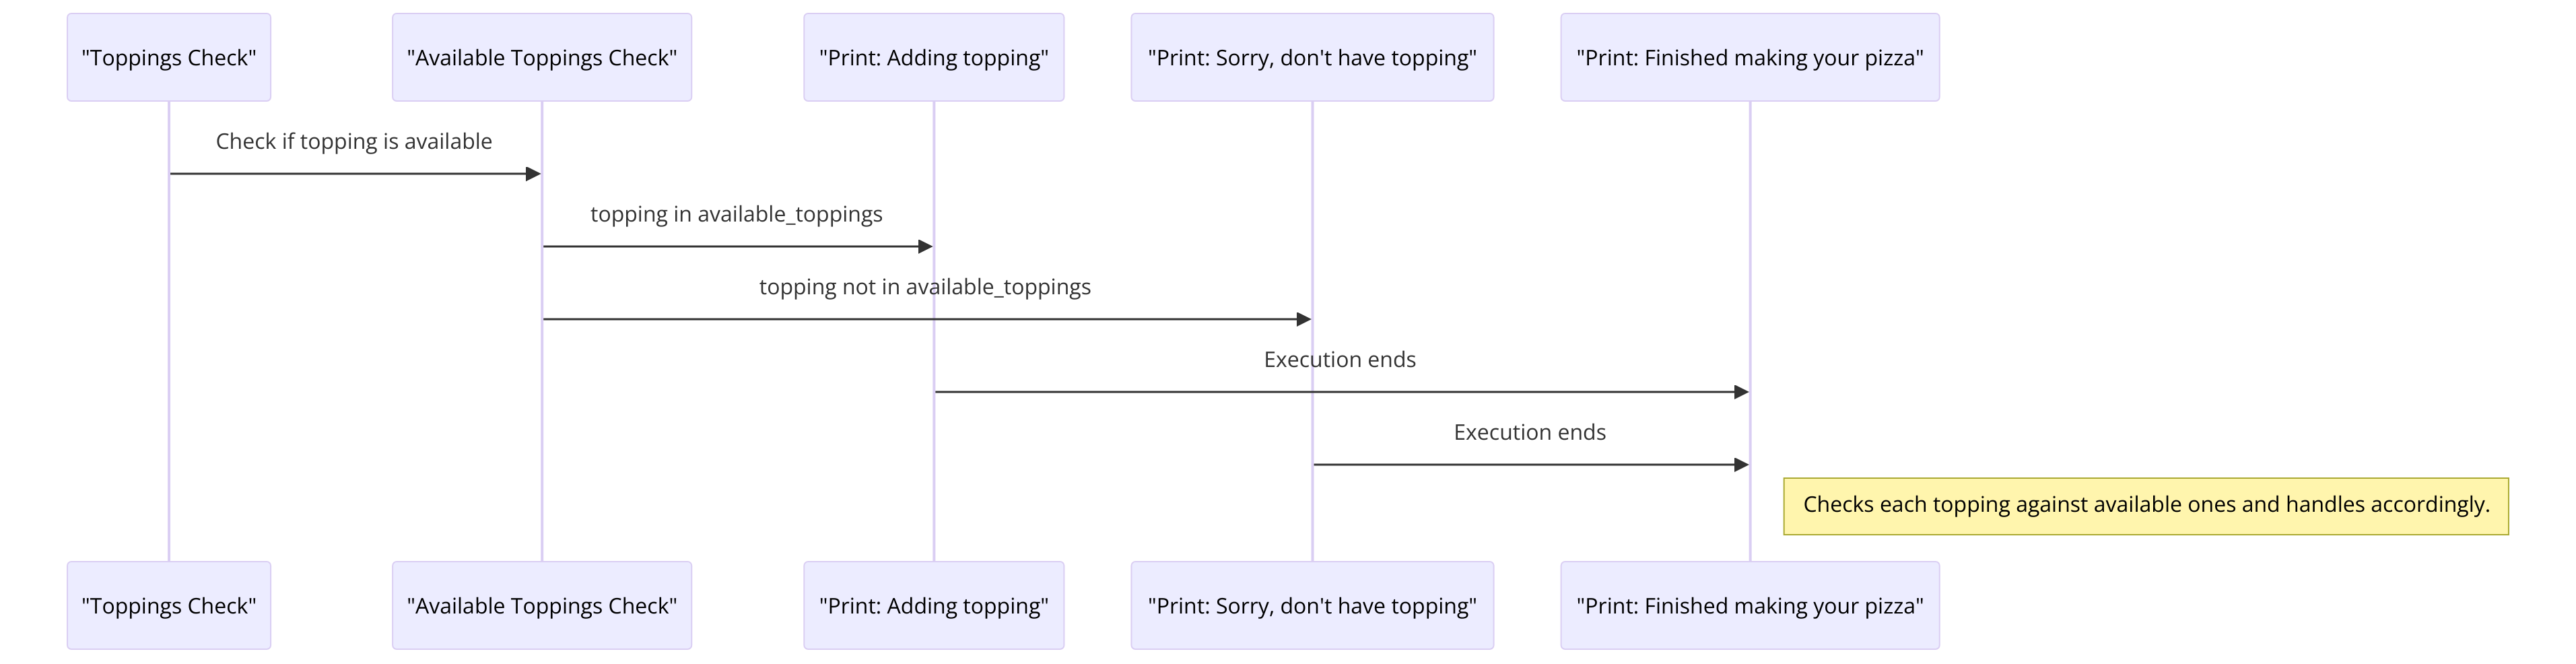 "Toppings Check"
"Available Toppings Check"
"Print: Adding topping"
"Print: Sorry, don't have topping"
"Print: Finished making your pizza"
Check if topping is available
topping in available_toppings
topping not in available_toppings
Execution ends
Execution ends
Checks each topping against available ones and handles accordingly.
"Toppings Check"
"Available Toppings Check"
"Print: Adding topping"
"Print: Sorry, don't have topping"
"Print: Finished making your pizza"